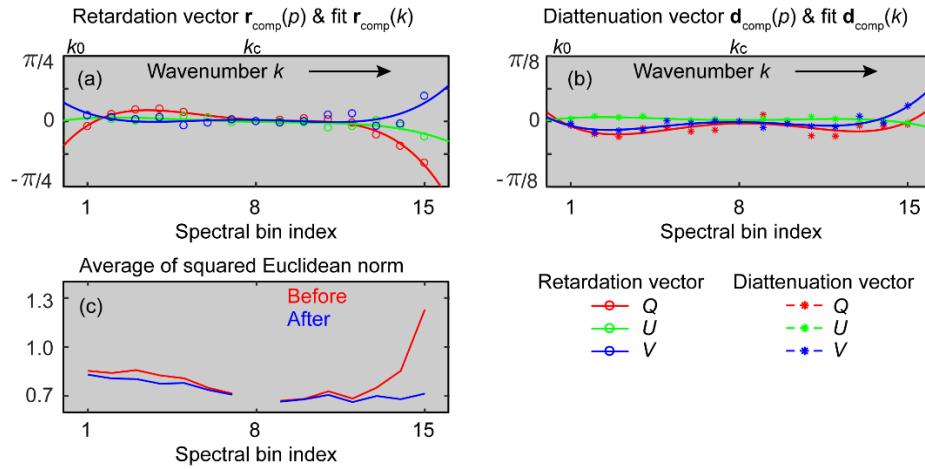 Retardation vector r_comp(p) & fit r_comp(k)
k0 kc
(a) Wavenumber k
π/4
0
-π/4
1 8 15
Spectral bin index
Diattenuation vector d_comp(p) & fit d_comp(k)
k0 kc
(b) Wavenumber k
π/8
0
-π/8
1 8 15
Spectral bin index
Average of squared Euclidean norm
(c) Before
After
1.3
1.0
0.7
1 8 15
Spectral bin index
Retardation vector
Q
U
V
Diattenuation vector
Q
U
V